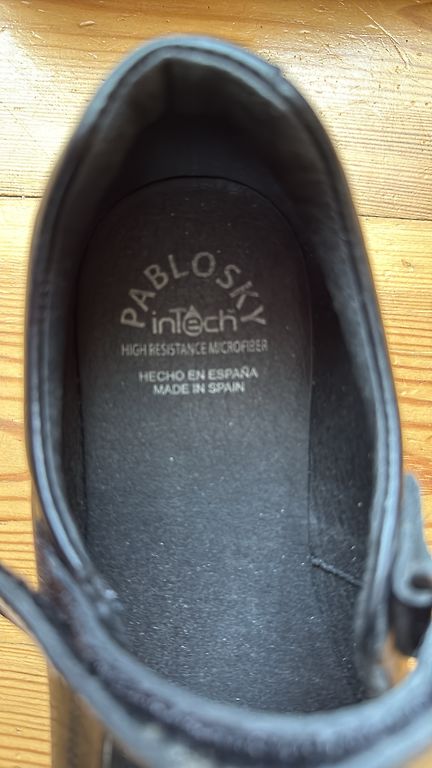 PABLOSKY
inTech
HIGH RESISTANCE MICROFIBER
HECHO EN ESPAÑA
MADE IN SPAIN